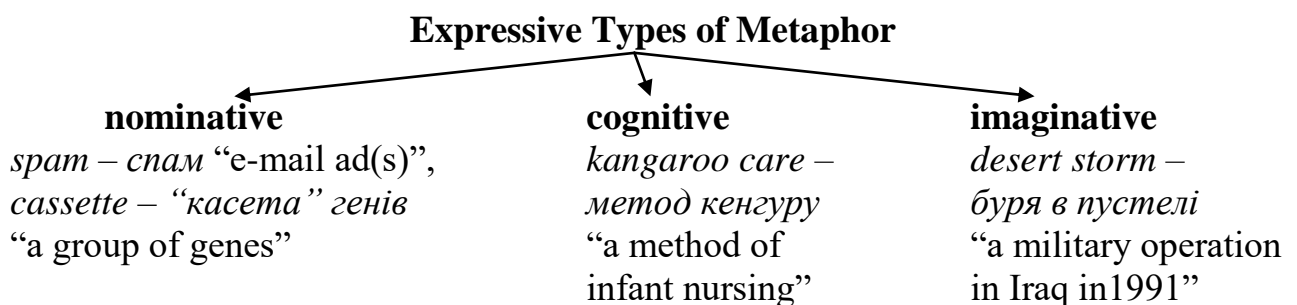 Expressive Types of Metaphor
nominative
spam – спам “e-mail ad(s)”,
cassette – “касета” генів
“a group of genes”
cognitive
kangaroo care –
метод кенгуру
“a method of
infant nursing”
imaginative
desert storm –
буря в пустелі
“a military operation
in Iraq in1991”